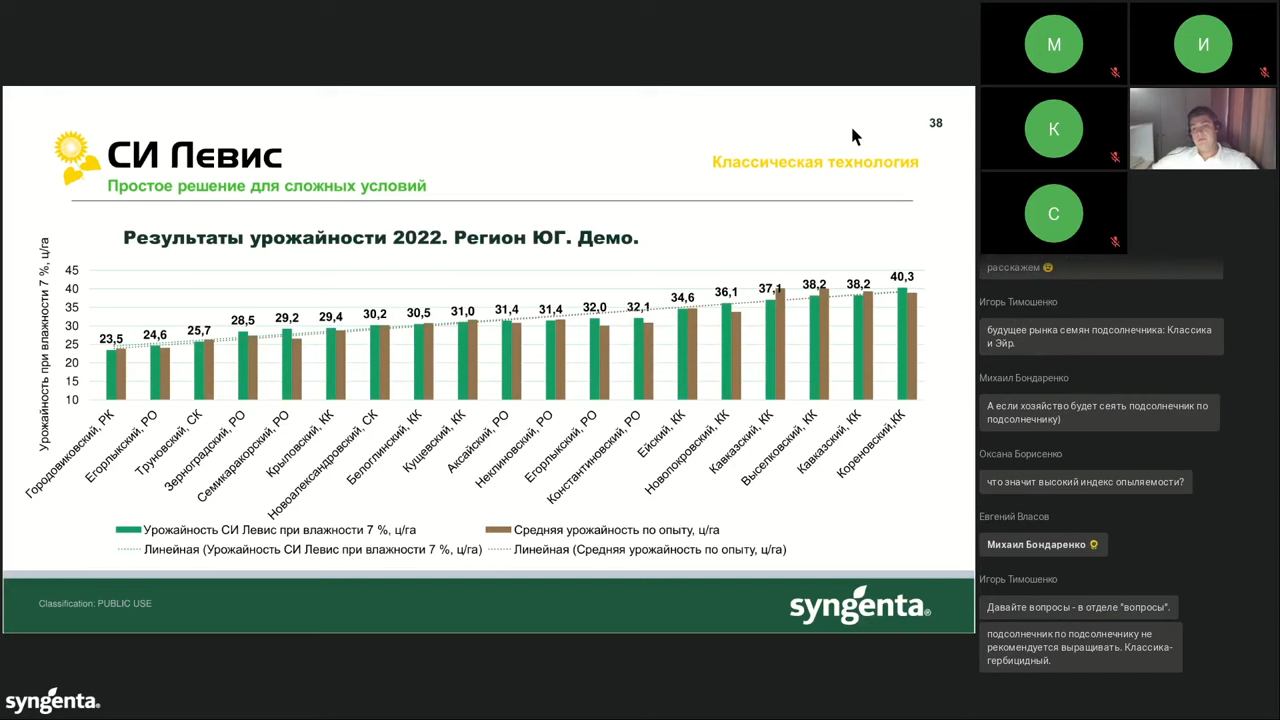 38
СИ Левис
Простое решение для сложных условий
Классическая технология
Результаты урожайности 2022. Регион ЮГ. Демо.
Урожайность при влажности 7 %, ц/га
45
40
35
30
25
20
15
10
23,5
24,6
25,7
28,5
29,2
29,4
30,2
30,5
31,0
31,4
31,4
32,0
32,1
34,6
36,1
37,1
38,2
38,2
40,3
Городовиковский, РК
Егорлыкский, РО
Труновский, СК
Зерноградский, РО
Семикаракорский, РО
Крыловский, КК
Новоалександровский, СК
Белоглинский, КК
Кущевский, КК
Аксайский, РО
Неклиновский, РО
Егорлыкский, РО
Константиновский, РО
Ейский, КК
Новопокровский, КК
Кавказский, КК
Выселковский, КК
Кавказский, КК
Кореновский,КК
Урожайность СИ Левис при влажности 7 %, ц/га
Средняя урожайность по опыту, ц/га
Линейная (Урожайность СИ Левис при влажности 7 %, ц/га)
Линейная (Средняя урожайность по опыту, ц/га)
Classification: PUBLIC USE
syngenta®
syngenta®
М
И
К
С
расскажем
Игорь Тимошенко
будущее рынка семян подсолнечника: Классика
и Эйр.
Михаил Бондаренко
А если хозяйство будет сеять подсолнечник по
подсолнечнику)
Оксана Борисенко
что значит высокий индекс опыляемости?
Евгений Власов
Михаил Бондаренко
Игорь Тимошенко
Давайте вопросы - в отделе "вопросы".
подсолнечник по подсолнечнику не
рекомендуется выращивать. Классика-
гербицидный.